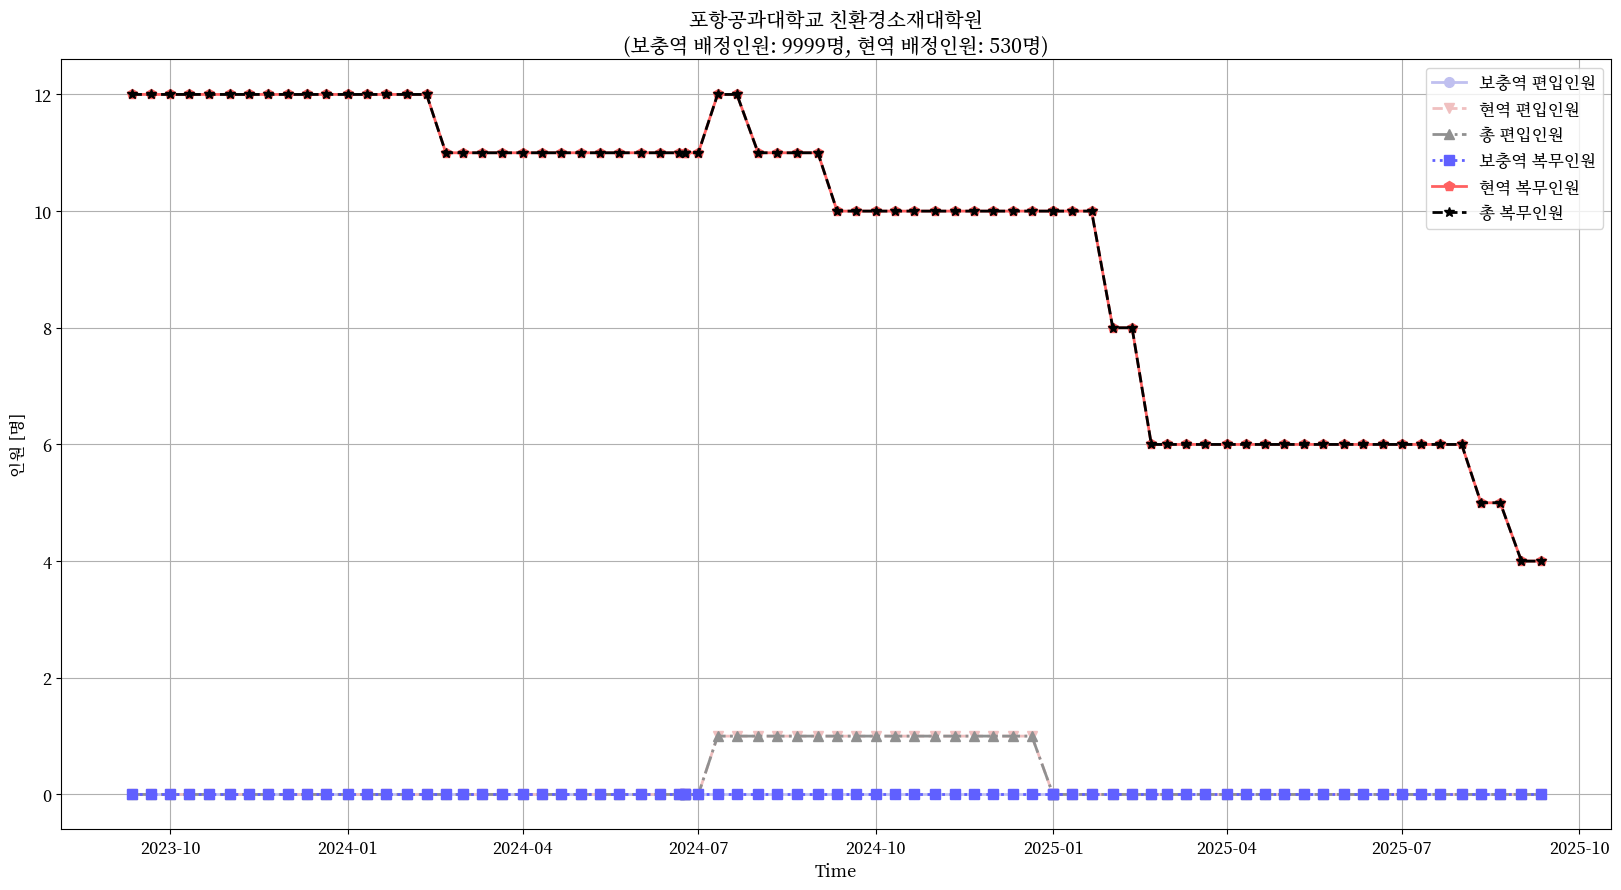 포항공과대학교 친환경소재대학원
(보충역 배정인원: 9999명, 현역 배정인원: 530명)
보충역 편입인원
현역 편입인원
총 편입인원
보충역 복무인원
현역 복무인원
총 복무인원
인원 [명]
12
10
8
6
4
2
0
2023-10
2024-01
2024-04
2024-07
2024-10
2025-01
2025-04
2025-07
2025-10
Time